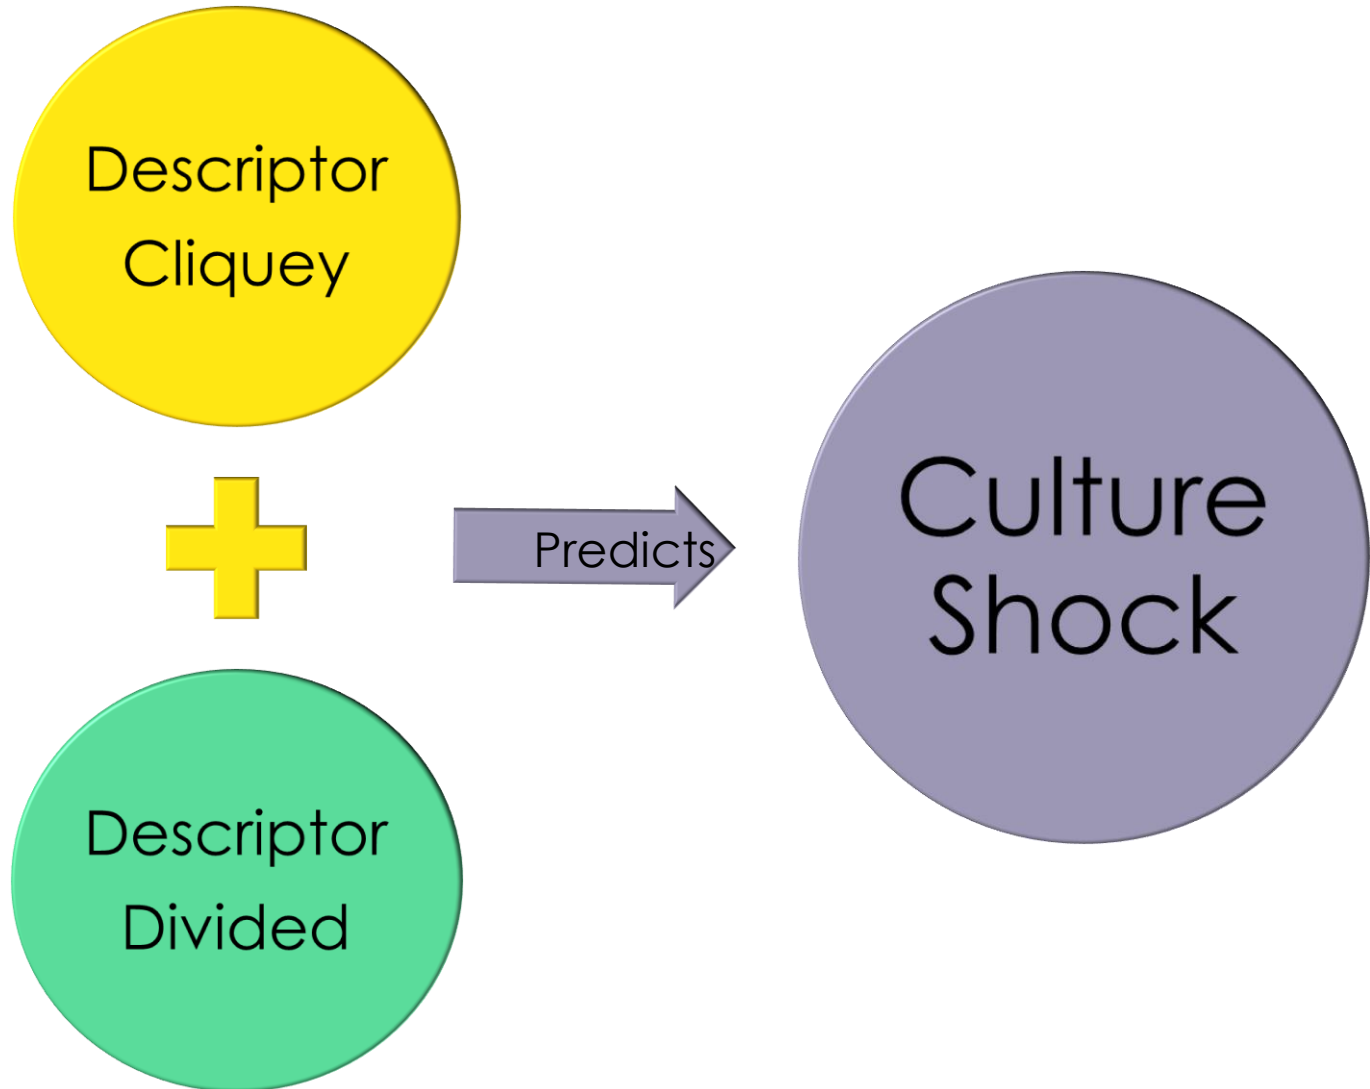 Descriptor
Cliquey
Predicts
Culture
Shock
Descriptor
Divided